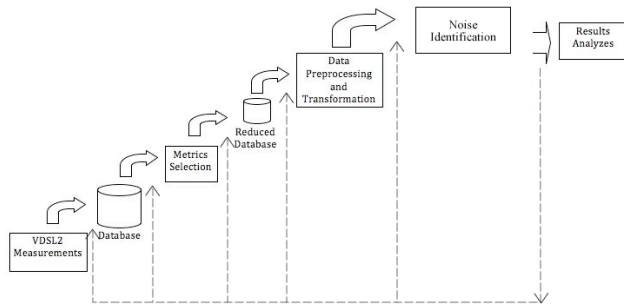 VDSL2
Measurements
Database
Metrics
Selection
Reduced
Database
Data
Preprocessing
and
Transformation
Noise
Identification
Results
Analyzes